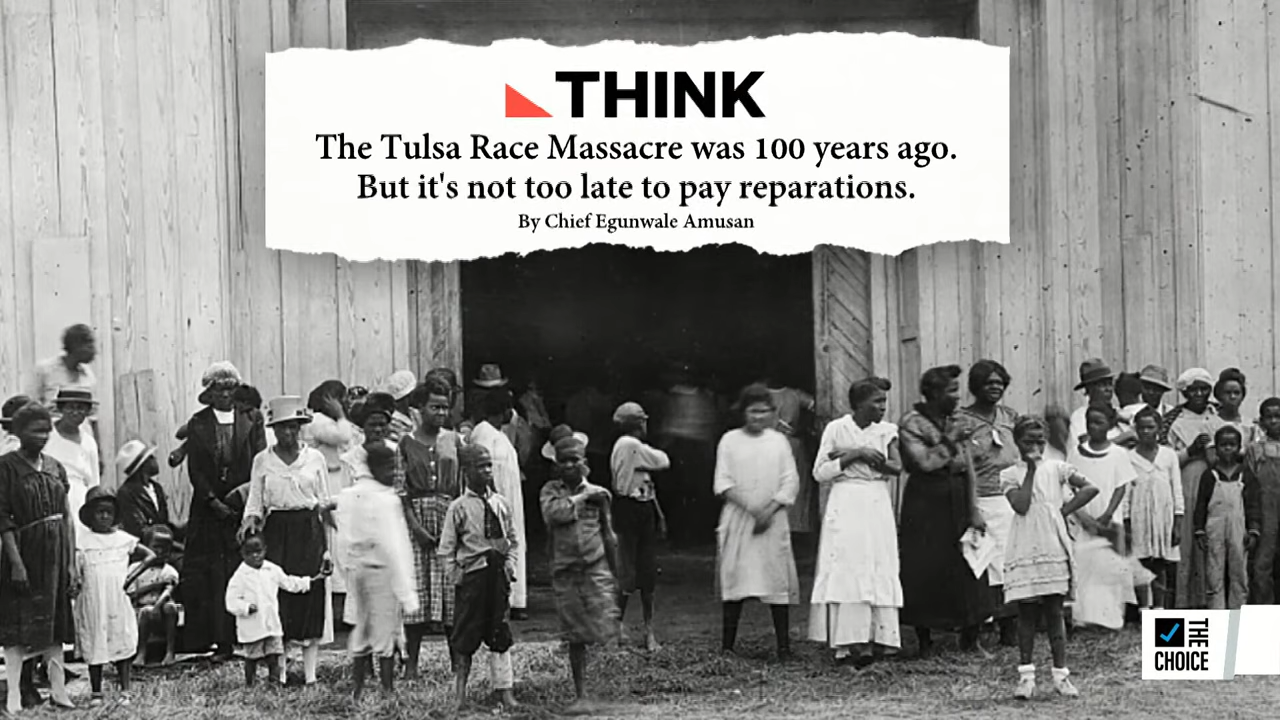 THINK
The Tulsa Race Massacre was 100 years ago.
But it's not too late to pay reparations.
By Chief Egunwale Amusan
THE
CHOICE